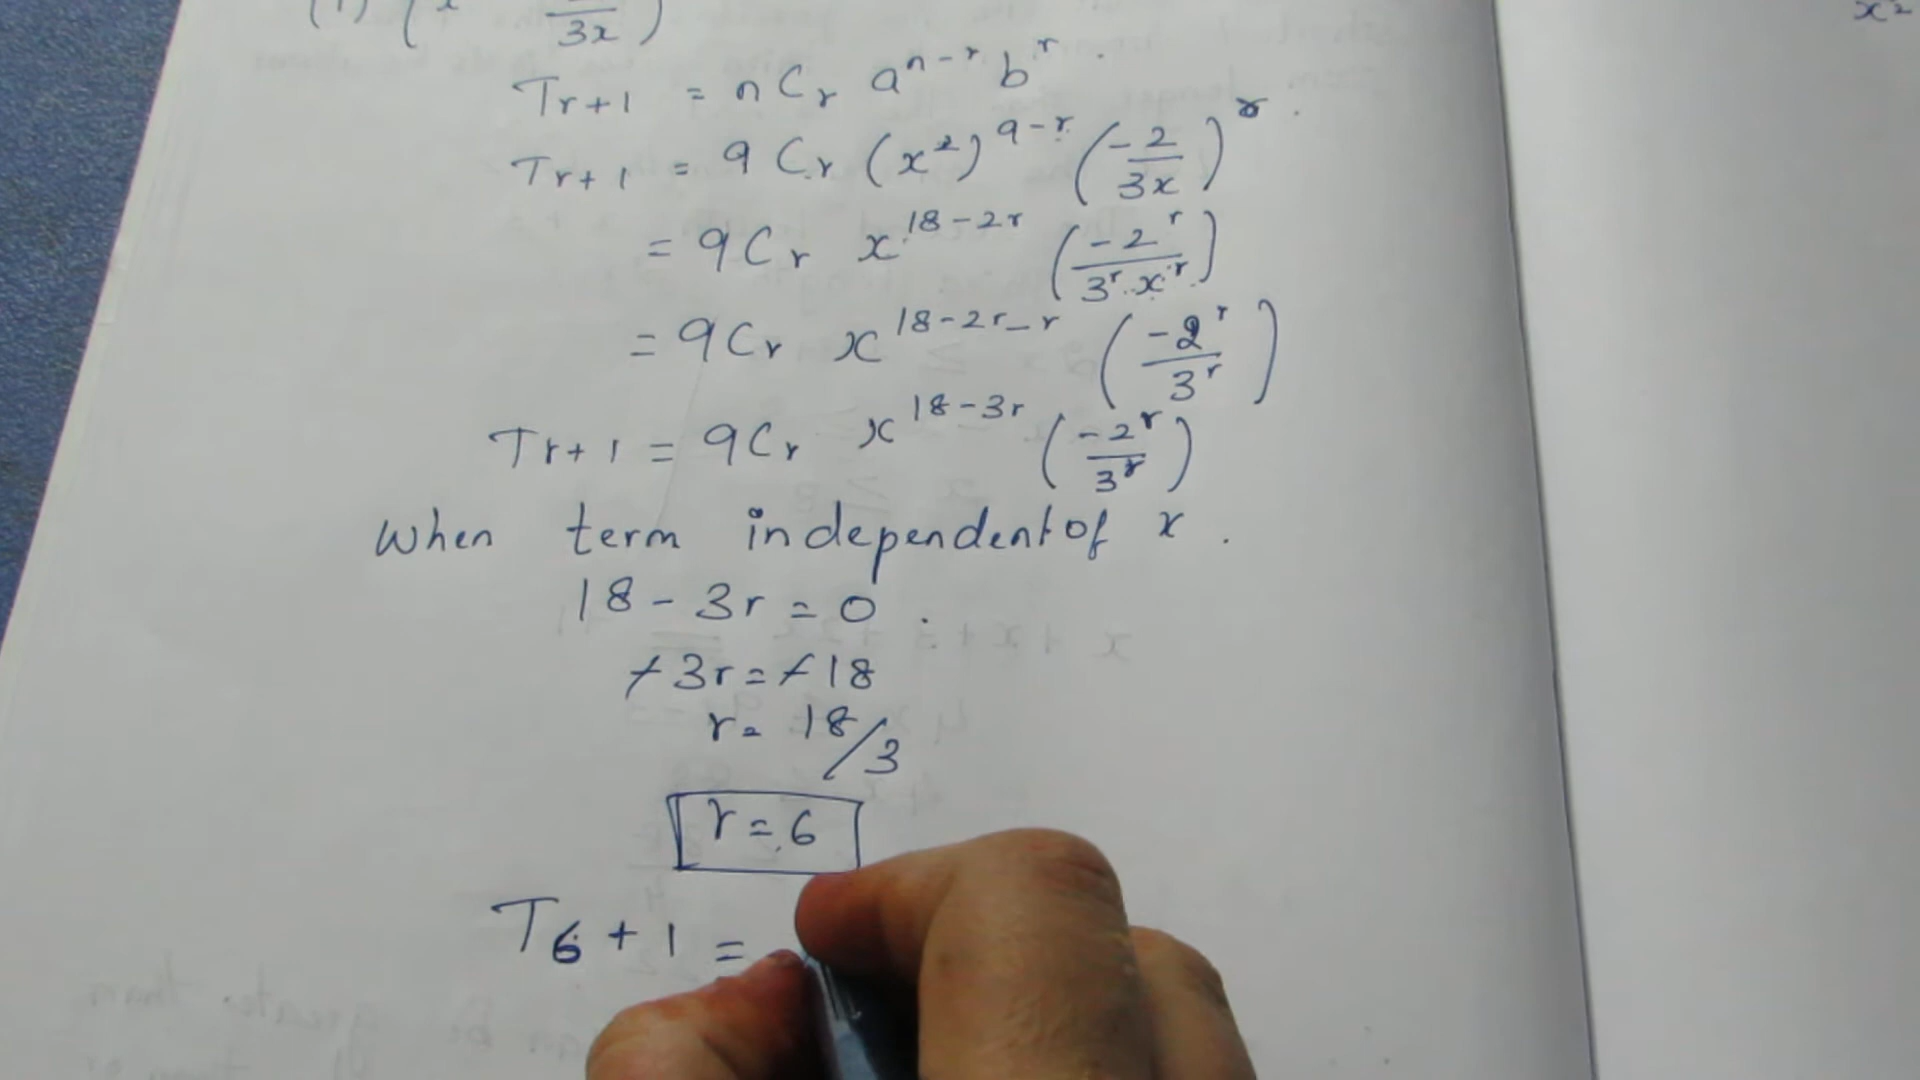 3x )
Tr+1 = nCr a^n-r b^r .
Tr+1 = 9Cr (x^2)^9-r (-2/3x)^r .
= 9Cr x^18-2r (-2^r/3^r.x^r)
= 9Cr x^18-2r-r (-2^r/3^r)
Tr+1 = 9Cr x^18-3r (-2^r/3^r)
When term independent of x .
18-3r = 0 .
-3r = -18
r = 18/3
r = 6
T6+1 =
x^2